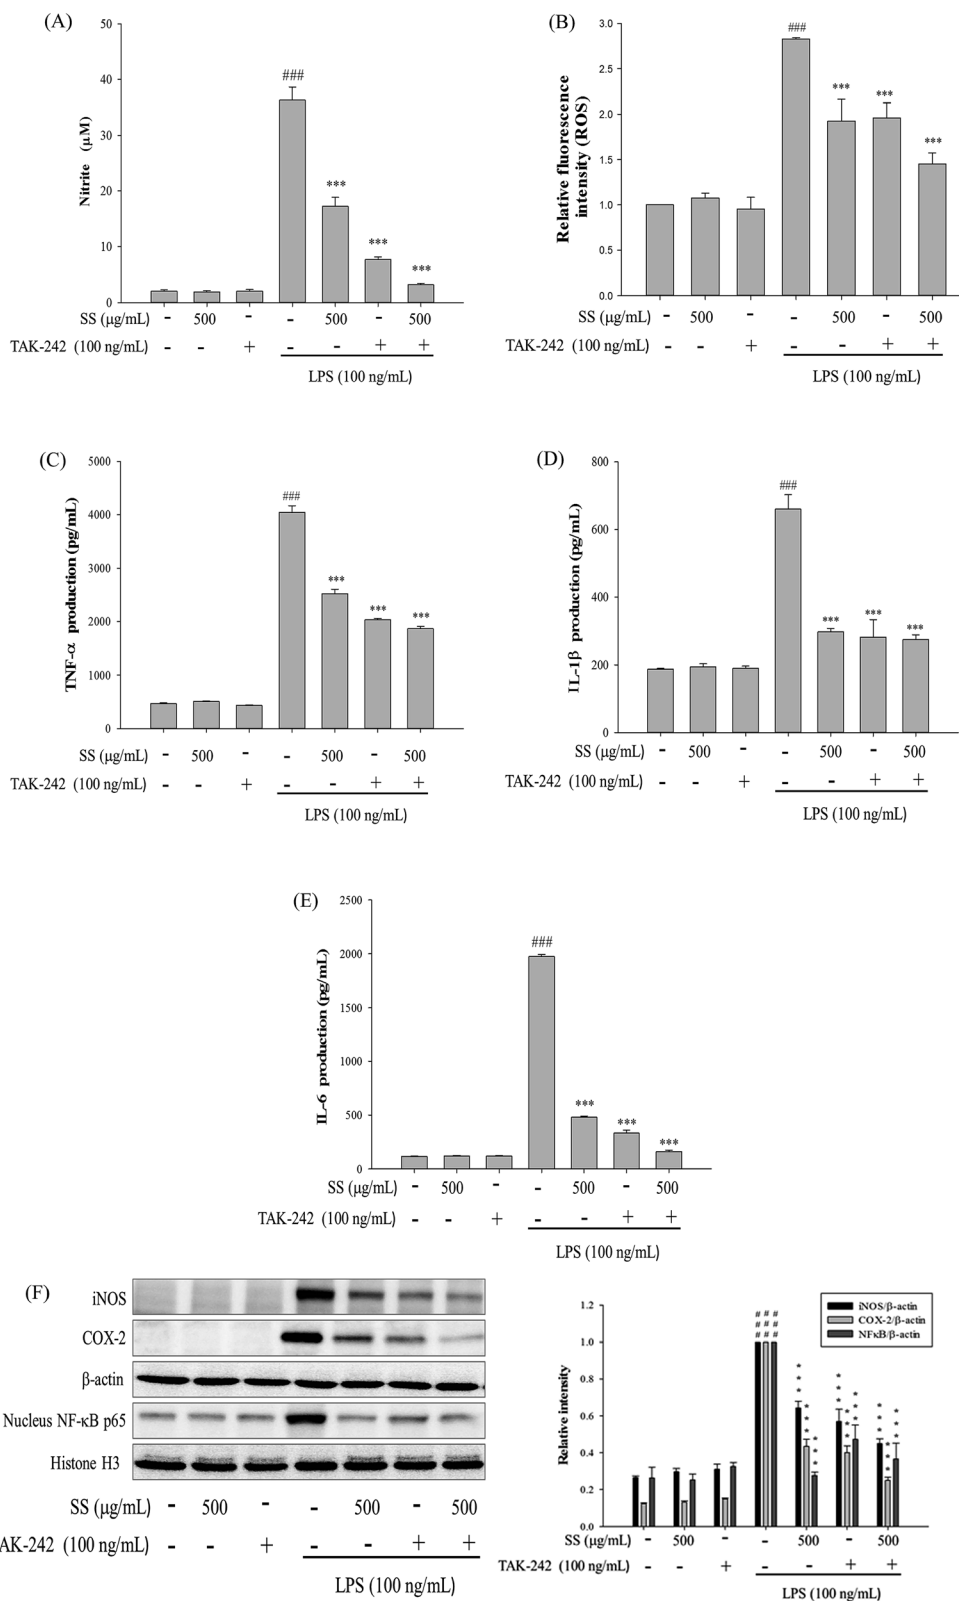 (A)
50
40
30
20
10
0
Nitrite (μM)
###
***
***
***
SS (μg/mL) - 500 - - 500 - 500
TAK-242 (100 ng/mL) - - + - - + +
LPS (100 ng/mL)
(B)
3.0
2.5
2.0
1.5
1.0
0.5
0.0
Relative fluorescence
intensity (ROS)
###
***
***
***
SS (μg/mL) - 500 - - 500 - 500
TAK-242 (100 ng/mL) - - + - - + +
LPS (100 ng/mL)
(C)
5000
4000
3000
2000
1000
0
TNF-α production (pg/mL)
###
***
***
***
SS (μg/mL) - 500 - - 500 - 500
TAK-242 (100 ng/mL) - - + - - + +
LPS (100 ng/mL)
(D)
800
600
400
200
0
IL-1β production (pg/mL)
###
***
***
***
SS (μg/mL) - 500 - - 500 - 500
TAK-242 (100 ng/mL) - - + - - + +
LPS (100 ng/mL)
(E)
2500
2000
1500
1000
500
0
IL-6 production (pg/mL)
###
***
***
***
SS (μg/mL) - 500 - - 500 - 500
TAK-242 (100 ng/mL) - - + - - + +
LPS (100 ng/mL)
(F)
iNOS
COX-2
β-actin
Nucleus NF-κB p65
Histone H3
SS (μg/mL) - 500 - - 500 - 500
AK-242 (100 ng/mL) - - + - - + +
LPS (100 ng/mL)
1.2
1.0
0.8
0.6
0.4
0.2
0.0
Relative intensity
iNOS/β-actin
COX-2/β-actin
NFκB/β-actin
# # #
# # #
# # #
***
***
***
***
***
***
***
***
***
SS (μg/mL) - 500 - - 500 - 500
TAK-242 (100 ng/mL) - - + - - + +
LPS (100 ng/mL)